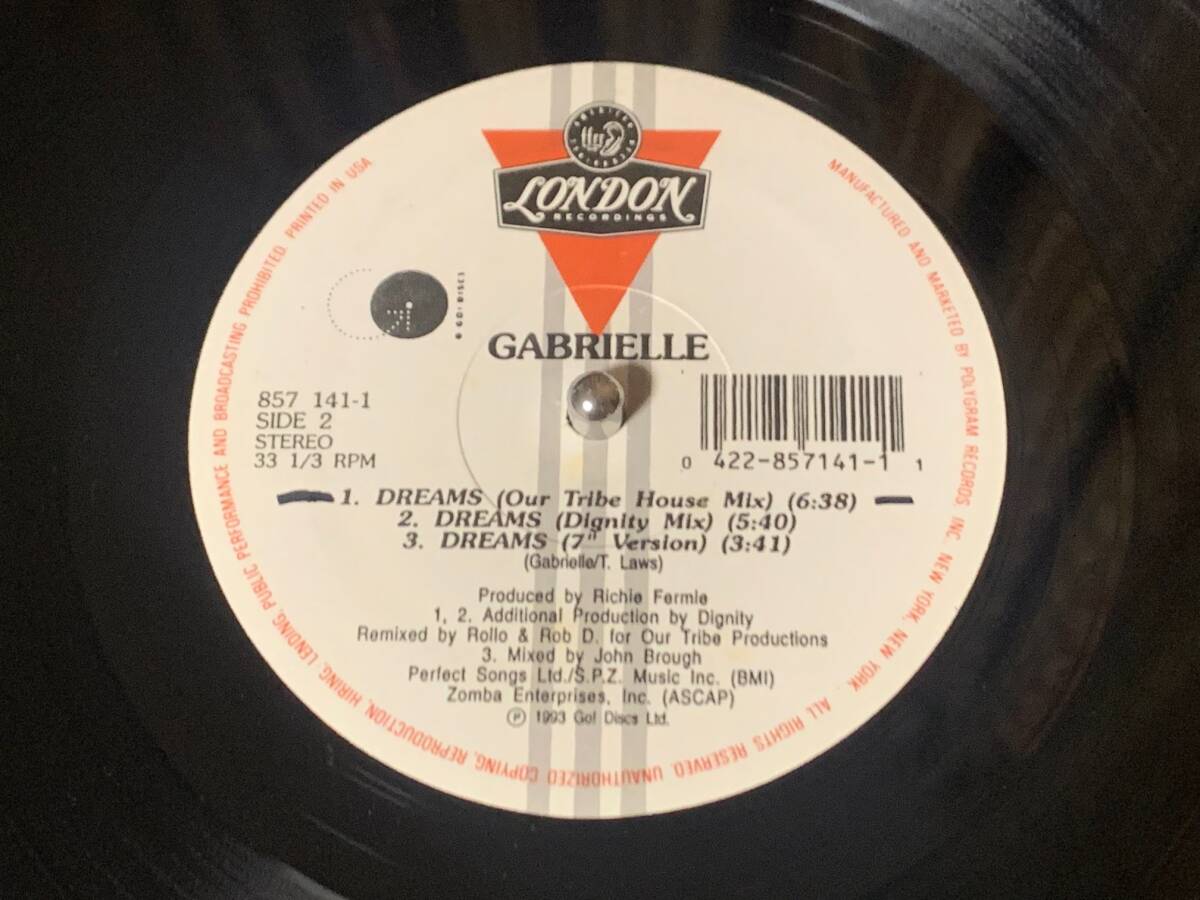 LONDON
RECORDINGS
GO! DISCS
GABRIELLE
857 141-1
SIDE 2
STEREO
33 1/3 RPM
0 422-857141-1 1
1. DREAMS (Our Tribe House Mix) (6:38)
2. DREAMS (Dignity Mix) (5:40)
3. DREAMS (7" Version) (3:41)
(Gabrielle/T. Laws)
Produced by Richie Fermie
1, 2. Additional Production by Dignity
Remixed by Rollo & Rob D. for Our Tribe Productions
3. Mixed by John Brough
Perfect Songs Ltd./S.P.Z. Music Inc. (BMI)
Zomba Enterprises, Inc. (ASCAP)
℗ 1993 Go! Discs Ltd.
MANUFACTURED AND MARKETED BY POLYGRAM RECORDS, INC. NEW YORK, NEW YORK. ALL RIGHTS RESERVED. UNAUTHORIZED COPYING, REPRODUCTION, HIRING, LENDING, PUBLIC PERFORMANCE AND BROADCASTING PROHIBITED. PRINTED IN USA